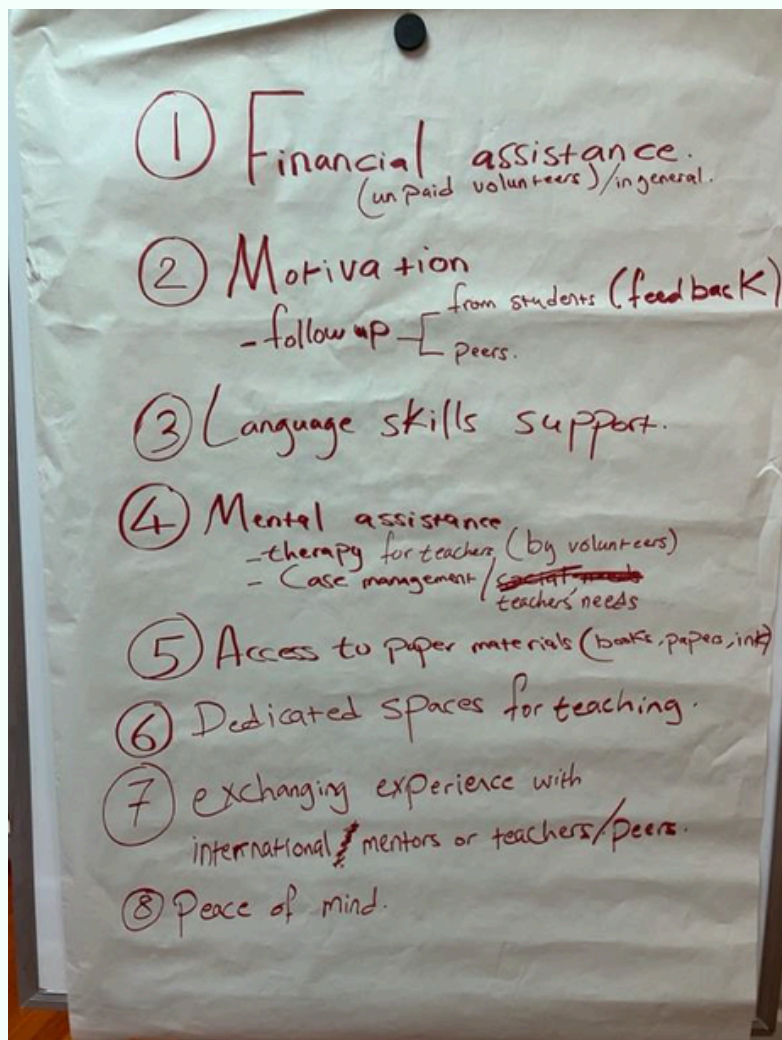 ① Financial assistance.
(unpaid volunteers)/in general.
② Motivation
from students (feedback)
- follow up
peers.
③ Language skills support.
④ Mental assistance
- therapy for teachers (by volunteers)
- Case management/
teachers' needs
⑤ Access to paper materials (books, papers, ink)
⑥ Dedicated spaces for teaching.
⑦ exchanging experience with
international mentors or teachers/peers.
⑧ Peace of mind.